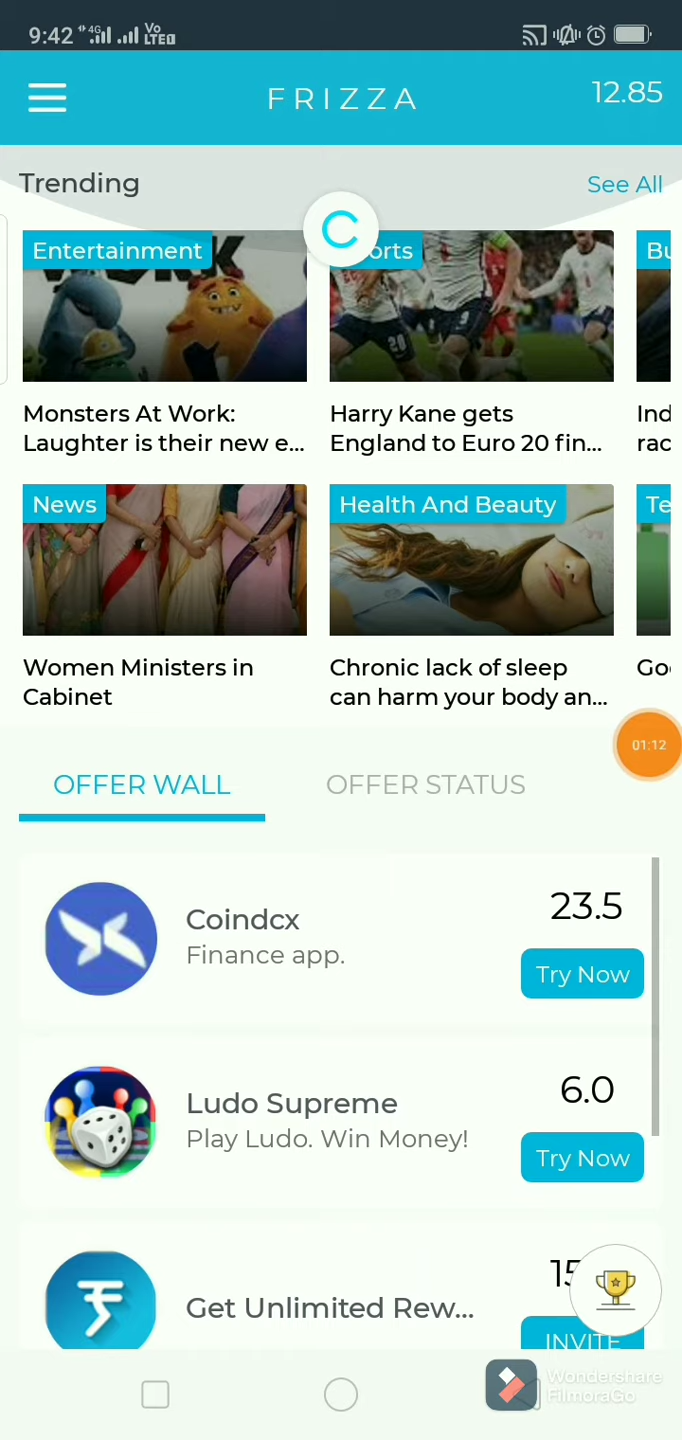 9:42 4G Vo LTE
FRIZZA
12.85
Trending
See All
Entertainment
orts
Bu
WORK
Monsters At Work:
Laughter is their new e...
Harry Kane gets
England to Euro 20 fin...
Ind
rac
News
Health And Beauty
Te
Women Ministers in
Cabinet
Chronic lack of sleep
can harm your body an...
Go
01:12
OFFER WALL
OFFER STATUS
Coindcx
Finance app.
23.5
Try Now
Ludo Supreme
Play Ludo. Win Money!
6.0
Try Now
Get Unlimited Rew...
15
INVITE
Wondershare
FilmoraGo